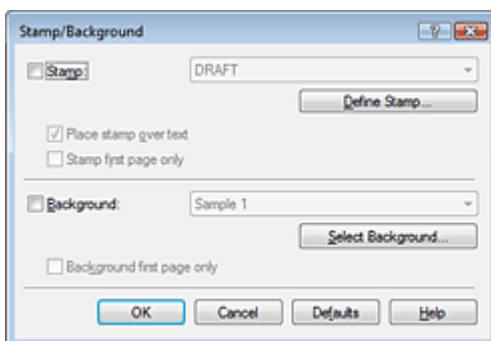 Stamp/Background
Stamp: DRAFT
Define Stamp...
Place stamp over text
Stamp first page only
Background: Sample 1
Select Background...
Background first page only
OK Cancel Defaults Help